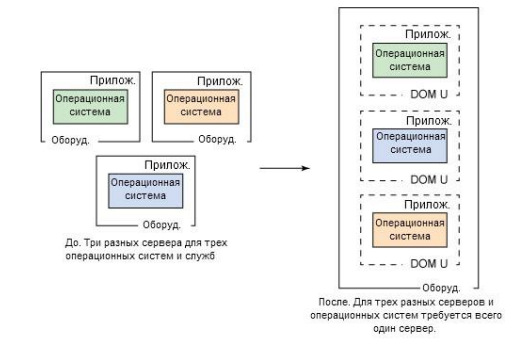 Прилож.
Операционная
система
Оборуд.
Прилож.
Операционная
система
Оборуд.
Прилож.
Операционная
система
Оборуд.
До. Три разных сервера для трех
операционных систем и служб
Прилож.
Операционная
система
DOM U
Прилож.
Операционная
система
DOM U
Прилож.
Операционная
система
DOM U
Оборуд.
После. Для трех разных серверов и
операционных систем требуется всего
один сервер.